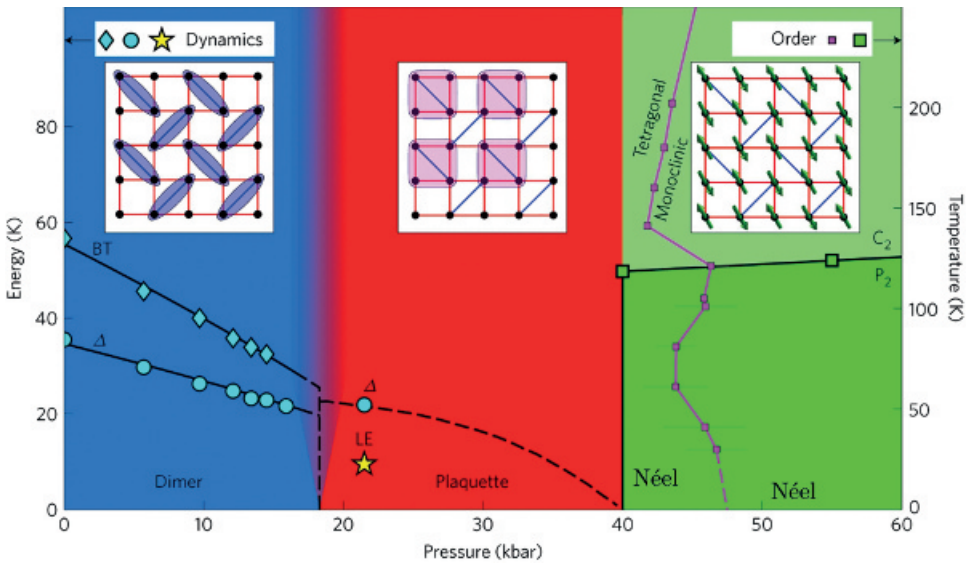 Dynamics
Order
Energy (K)
80
60
40
20
0
BT
Δ
Δ
LE
Dimer
Plaquette
Néel
Néel
Tetragonal
Monoclinic
C2
P2
200
150
100
50
0
Temperature (K)
0
10
20
30
40
50
60
Pressure (kbar)